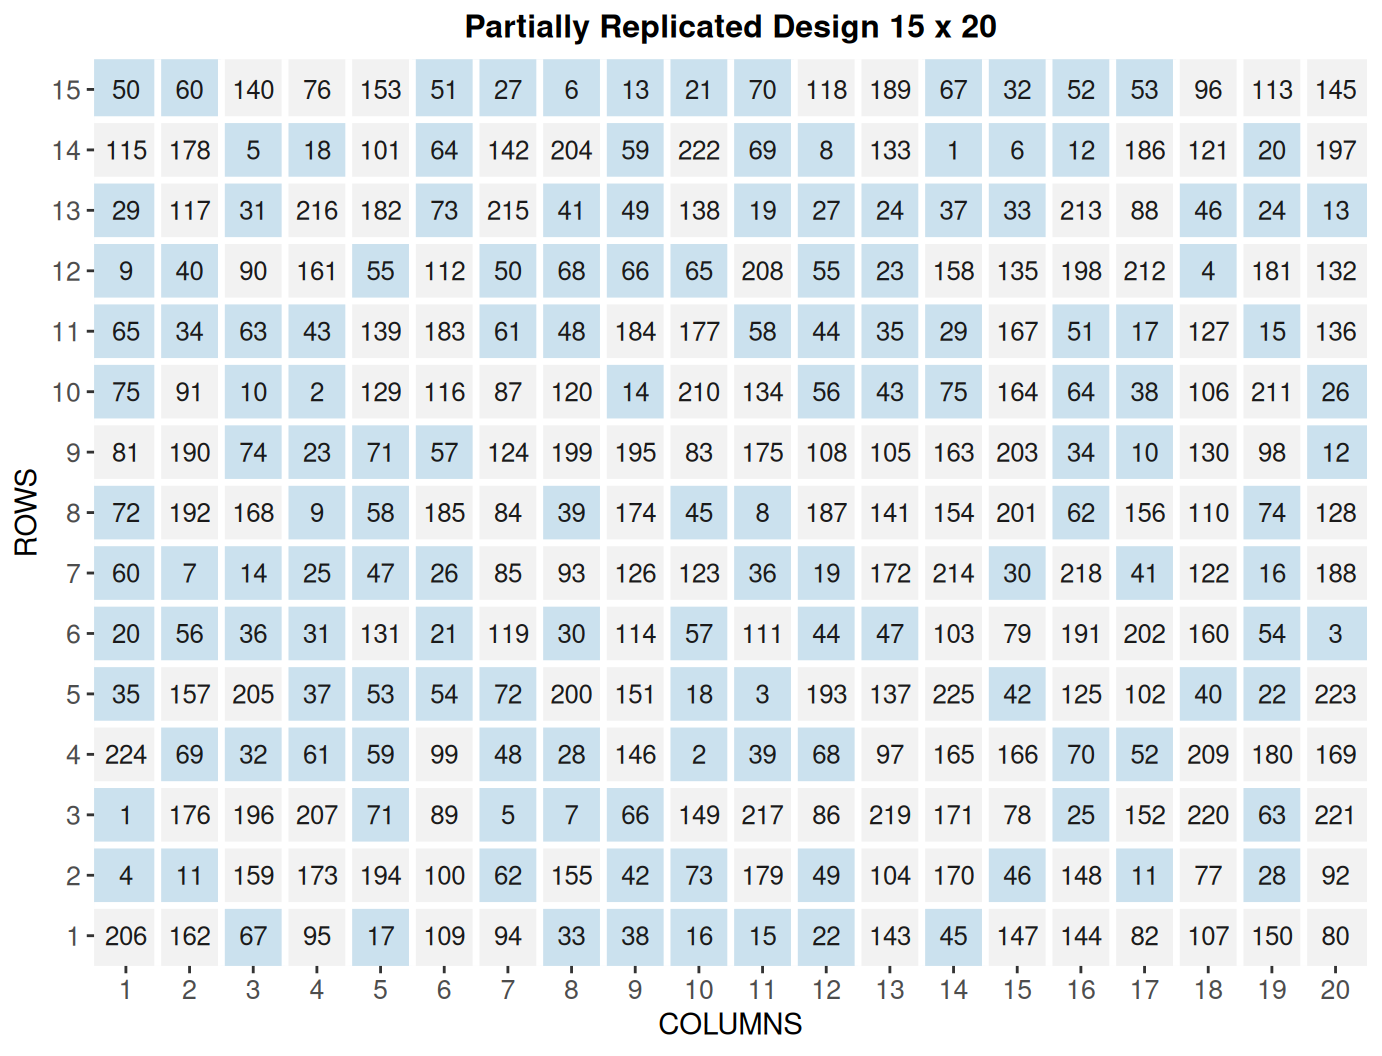 Partially Replicated Design 15 x 20
15 50 60 140 76 153 51 27 6 13 21 70 118 189 67 32 52 53 96 113 145
14 115 178 5 18 101 64 142 204 59 222 69 8 133 1 6 12 186 121 20 197
13 29 117 31 216 182 73 215 41 49 138 19 27 24 37 33 213 88 46 24 13
12 9 40 90 161 55 112 50 68 66 65 208 55 23 158 135 198 212 4 181 132
11 65 34 63 43 139 183 61 48 184 177 58 44 35 29 167 51 17 127 15 136
10 75 91 10 2 129 116 87 120 14 210 134 56 43 75 164 64 38 106 211 26
9 81 190 74 23 71 57 124 199 195 83 175 108 105 163 203 34 10 130 98 12
8 72 192 168 9 58 185 84 39 174 45 8 187 141 154 201 62 156 110 74 128
7 60 7 14 25 47 26 85 93 126 123 36 19 172 214 30 218 41 122 16 188
6 20 56 36 31 131 21 119 30 114 57 111 44 47 103 79 191 202 160 54 3
5 35 157 205 37 53 54 72 200 151 18 3 193 137 225 42 125 102 40 22 223
4 224 69 32 61 59 99 48 28 146 2 39 68 97 165 166 70 52 209 180 169
3 1 176 196 207 71 89 5 7 66 149 217 86 219 171 78 25 152 220 63 221
2 4 11 159 173 194 100 62 155 42 73 179 49 104 170 46 148 11 77 28 92
1 206 162 67 95 17 109 94 33 38 16 15 22 143 45 147 144 82 107 150 80
1 2 3 4 5 6 7 8 9 10 11 12 13 14 15 16 17 18 19 20
COLUMNS
ROWS